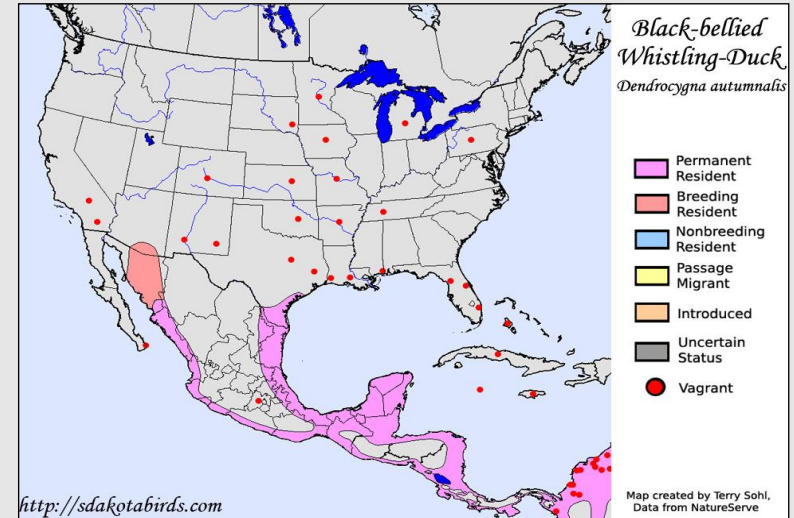 Black-bellied
Whistling-Duck
Dendrocygna autumnalis
Permanent
Resident
Breeding
Resident
Nonbreeding
Resident
Passage
Migrant
Introduced
Uncertain
Status
Vagrant
http://sdakotabirds.com
Map created by Terry Sohl,
Data from NatureServe